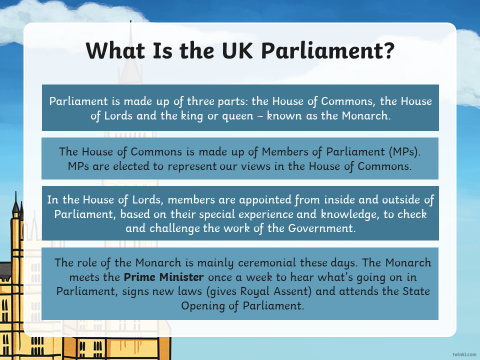 What Is the UK Parliament?
Parliament is made up of three parts: the House of Commons, the House
of Lords and the king or queen – known as the Monarch.
The House of Commons is made up of Members of Parliament (MPs).
MPs are elected to represent our views in the House of Commons.
In the House of Lords, members are appointed from inside and outside of
Parliament, based on their special experience and knowledge, to check
and challenge the work of the Government.
The role of the Monarch is mainly ceremonial these days. The Monarch
meets the Prime Minister once a week to hear what's going on in
Parliament, signs new laws (gives Royal Assent) and attends the State
Opening of Parliament.
twinkl.com